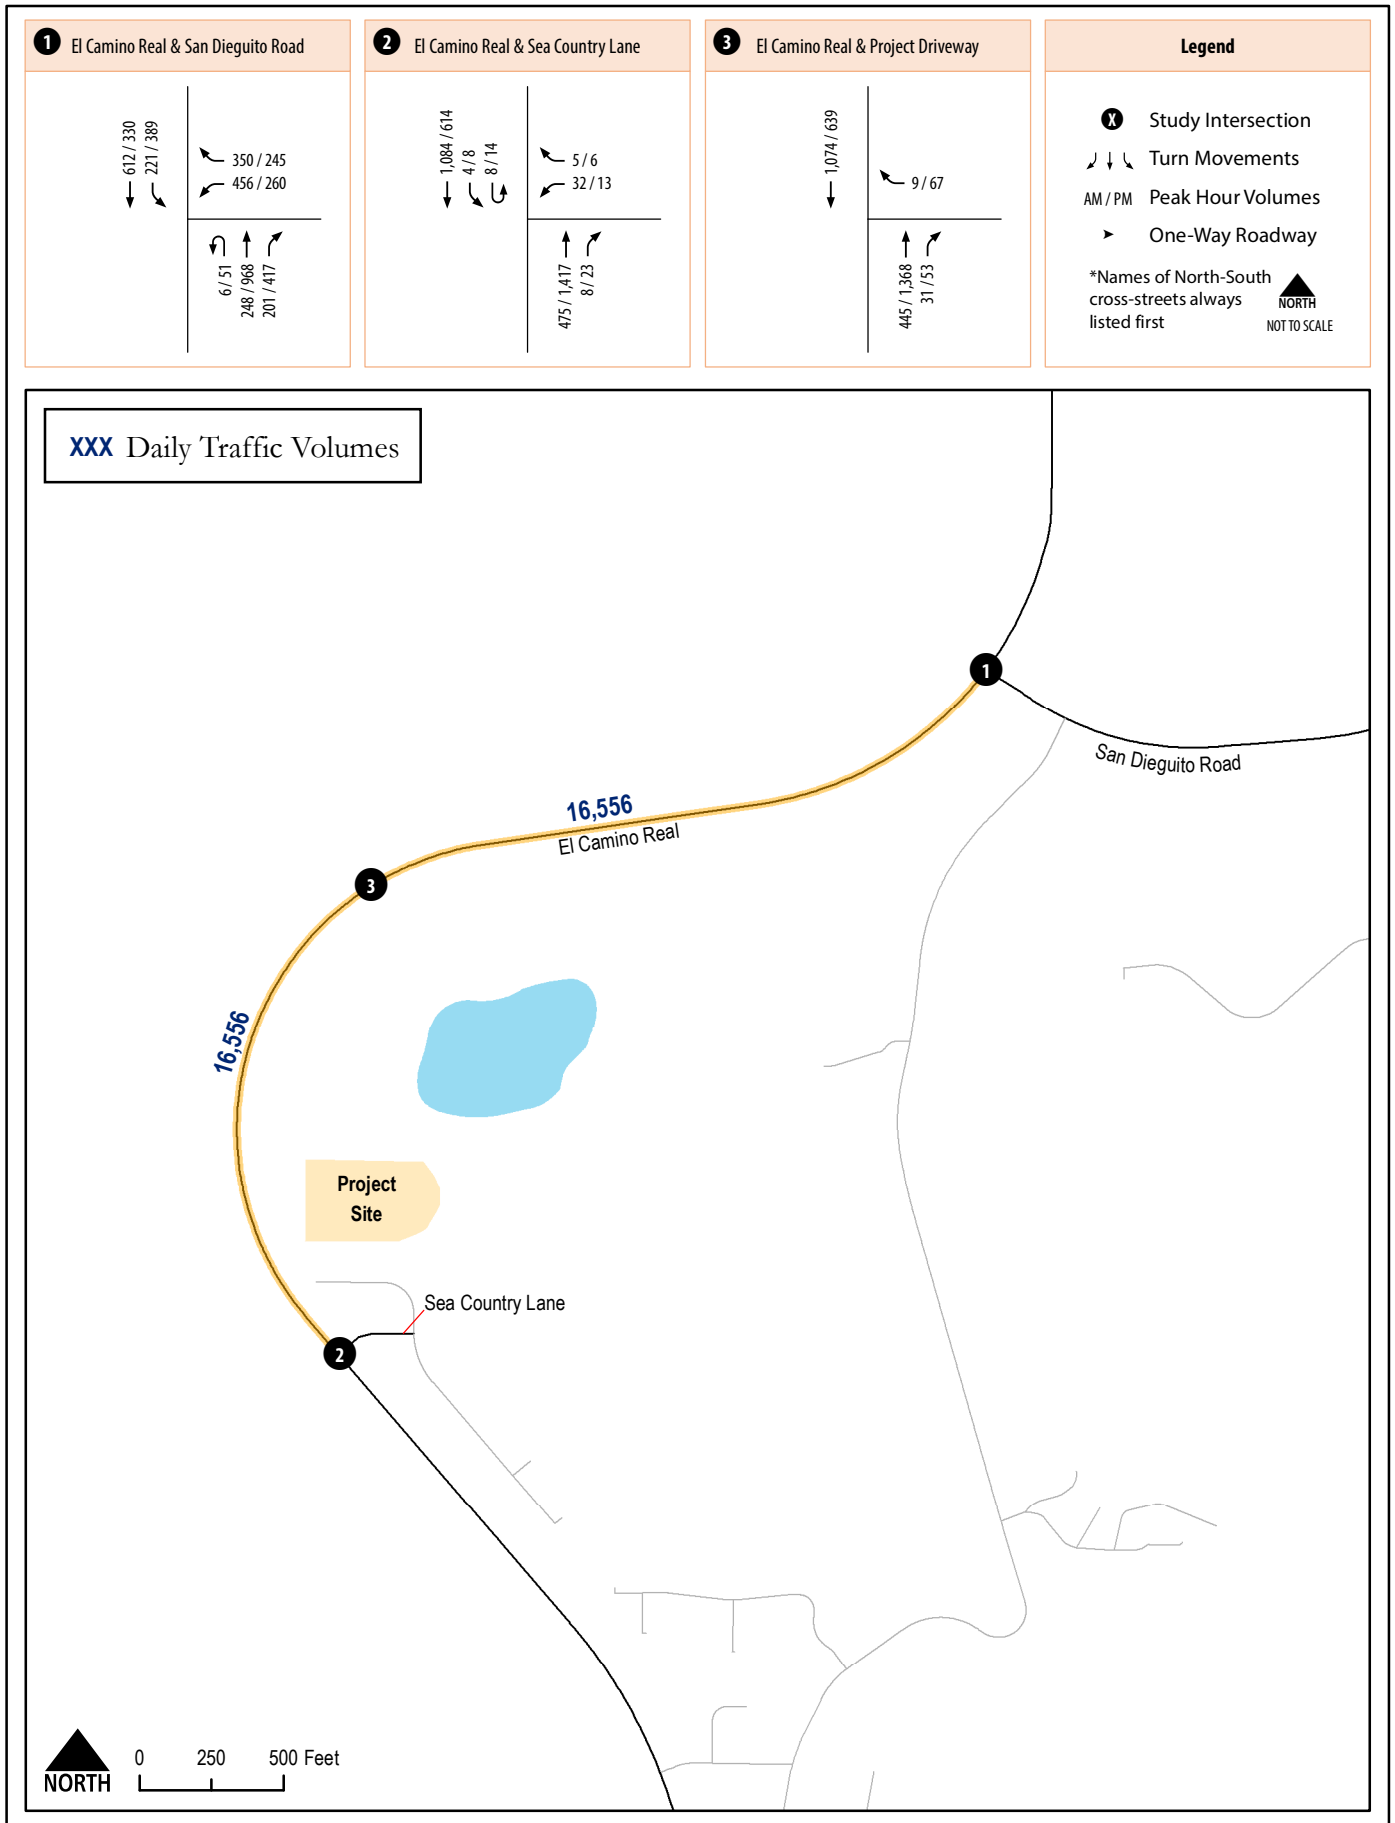 1 El Camino Real & San Dieguito Road
612 / 330
221 / 389
350 / 245
456 / 260
6 / 51
248 / 968
201 / 417
2 El Camino Real & Sea Country Lane
1,084 / 614
4 / 8
8 / 14
5 / 6
32 / 13
475 / 1,417
8 / 23
3 El Camino Real & Project Driveway
1,074 / 639
9 / 67
445 / 1,368
31 / 53
Legend
X Study Intersection
Turn Movements
AM / PM Peak Hour Volumes
One-Way Roadway
*Names of North-South
cross-streets always
listed first
NORTH
NOT TO SCALE
XXX Daily Traffic Volumes
1
San Dieguito Road
16,556
El Camino Real
3
16,556
Project
Site
Sea Country Lane
2
NORTH
0 250 500 Feet